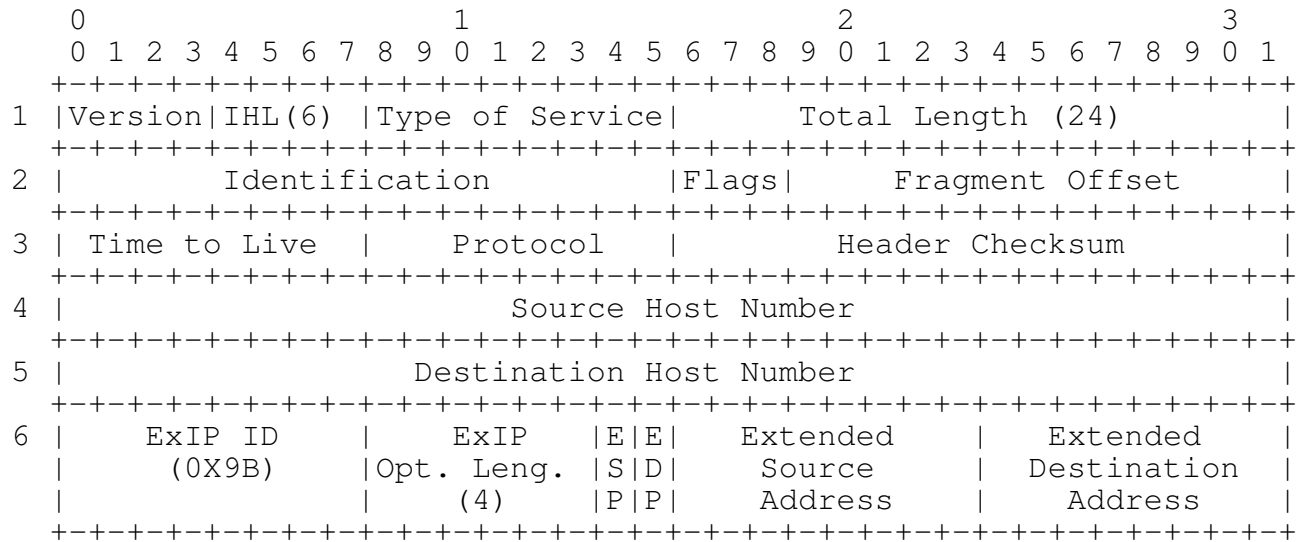 0                   1                   2                   3
 0 1 2 3 4 5 6 7 8 9 0 1 2 3 4 5 6 7 8 9 0 1 2 3 4 5 6 7 8 9 0 1
+-+-+-+-+-+-+-+-+-+-+-+-+-+-+-+-+-+-+-+-+-+-+-+-+-+-+-+-+-+-+-+-+
1 |Version|IHL(6) |Type of Service|      Total Length (24)        |
+-+-+-+-+-+-+-+-+-+-+-+-+-+-+-+-+-+-+-+-+-+-+-+-+-+-+-+-+-+-+-+-+
2 |        Identification         |Flags|     Fragment Offset     |
+-+-+-+-+-+-+-+-+-+-+-+-+-+-+-+-+-+-+-+-+-+-+-+-+-+-+-+-+-+-+-+-+
3 | Time to Live  |   Protocol    |        Header Checksum        |
+-+-+-+-+-+-+-+-+-+-+-+-+-+-+-+-+-+-+-+-+-+-+-+-+-+-+-+-+-+-+-+-+
4 |                       Source Host Number                      |
+-+-+-+-+-+-+-+-+-+-+-+-+-+-+-+-+-+-+-+-+-+-+-+-+-+-+-+-+-+-+-+-+
5 |                  Destination Host Number                      |
+-+-+-+-+-+-+-+-+-+-+-+-+-+-+-+-+-+-+-+-+-+-+-+-+-+-+-+-+-+-+-+-+
6 |    ExIP ID    |    ExIP   |E|E|   Extended    |   Extended    |
|     (0X9B)    |Opt. Leng. |S|D|    Source     |  Destination  |
|               |    (4)    |P|P|    Address    |    Address    |
+-+-+-+-+-+-+-+-+-+-+-+-+-+-+-+-+-+-+-+-+-+-+-+-+-+-+-+-+-+-+-+-+